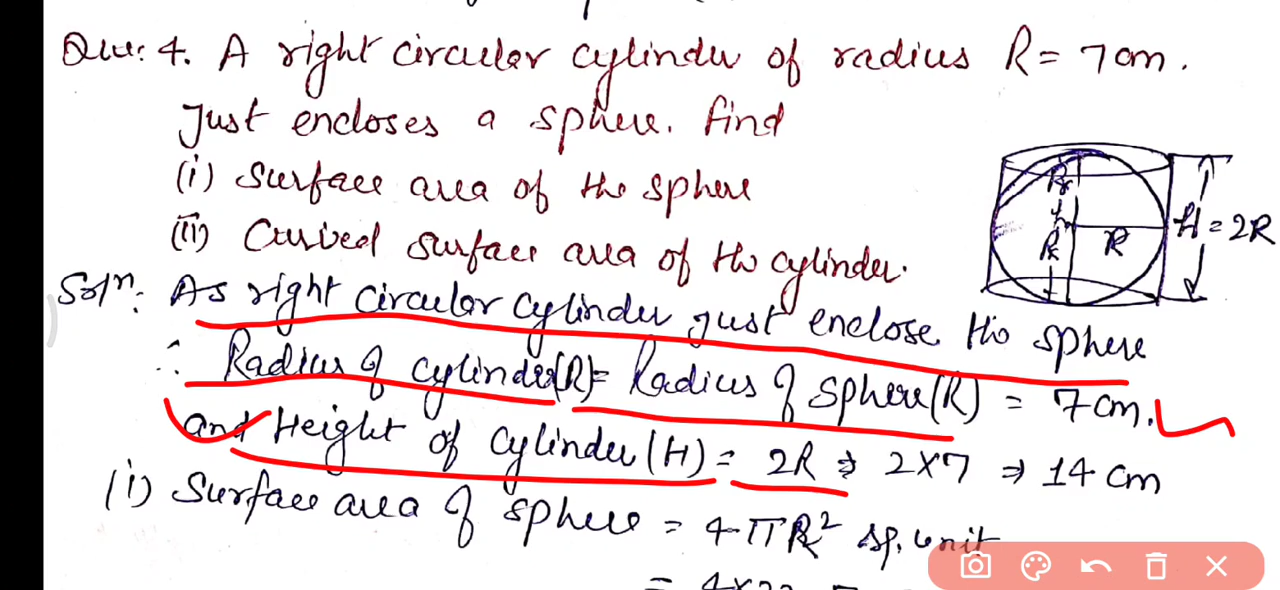 Que: 4. A right circular cylinder of radius R = 7cm.
Just encloses a sphere. find
(i) Surface area of the sphere
(ii) Curved surface area of the cylinder.
R
R
R
H = 2R
Solⁿ: As right circular cylinder just enclose the sphere
∴ Radius of cylinder(R) = Radius of sphere(R) = 7cm.
and Height of cylinder(H) = 2R ⇒ 2×7 ⇒ 14 cm
(i) Surface area of sphere = 4πR² sq. unit
= 4×22